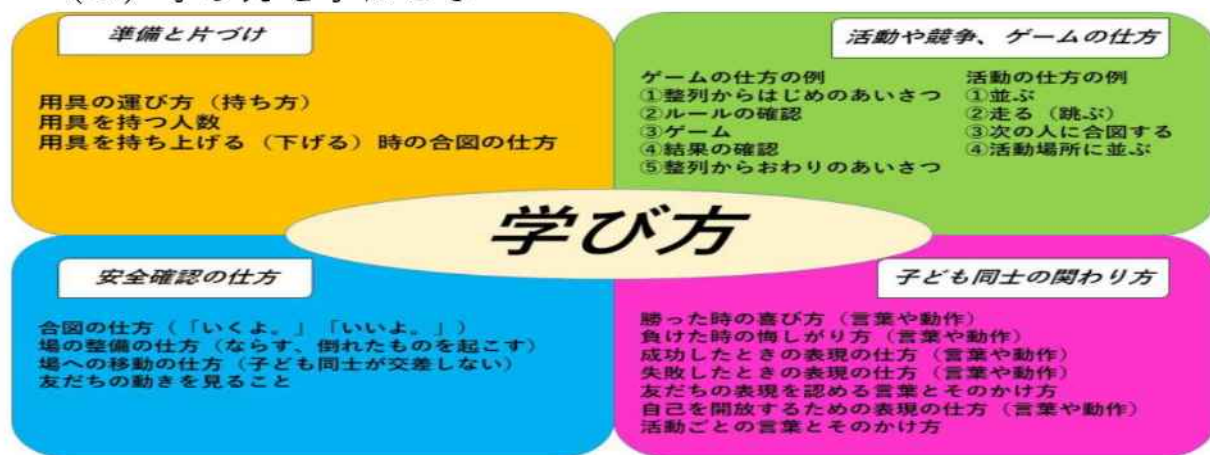 準備と片づけ
用具の運び方（持ち方）
用具を持つ人数
用具を持ち上げる（下げる）時の合図の仕方
活動や競争、ゲームの仕方
ゲームの仕方の例
①整列からはじめのあいさつ
②ルールの確認
③ゲーム
④結果の確認
⑤整列からおわりのあいさつ
活動の仕方の例
①並ぶ
②走る（跳ぶ）
③次の人に合図する
④活動場所に並ぶ
学び方
安全確認の仕方
合図の仕方（「いくよ。」「いいよ。」）
場の整備の仕方（ならす、倒れたものを起こす）
場への移動の仕方（子ども同士が交差しない）
友だちの動きを見ること
子ども同士の関わり方
勝った時の喜び方（言葉や動作）
負けた時の悔しがり方（言葉や動作）
成功したときの表現の仕方（言葉や動作）
失敗したときの表現の仕方（言葉や動作）
友だちの表現を認める言葉とそのかけ方
自己を開放するための表現の仕方（言葉や動作）
活動ごとの言葉とそのかけ方